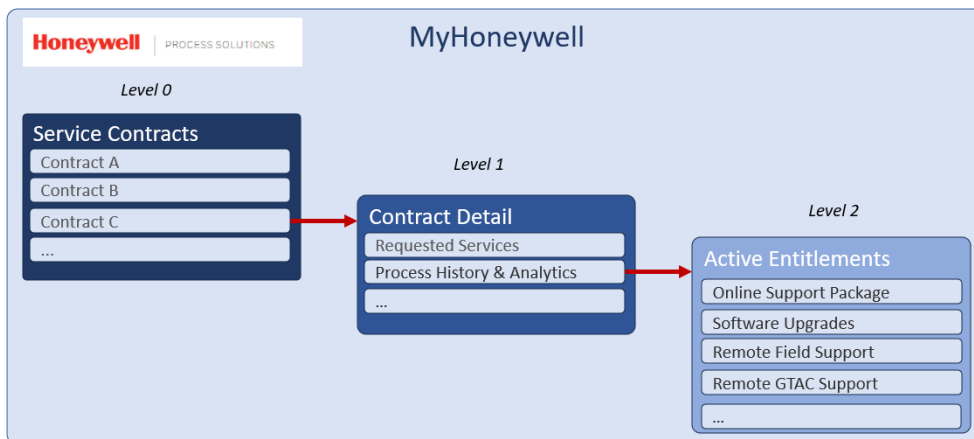 Honeywell | PROCESS SOLUTIONS
MyHoneywell
Level 0
Service Contracts
Contract A
Contract B
Contract C
...
Level 1
Contract Detail
Requested Services
Process History & Analytics
...
Level 2
Active Entitlements
Online Support Package
Software Upgrades
Remote Field Support
Remote GTAC Support
...